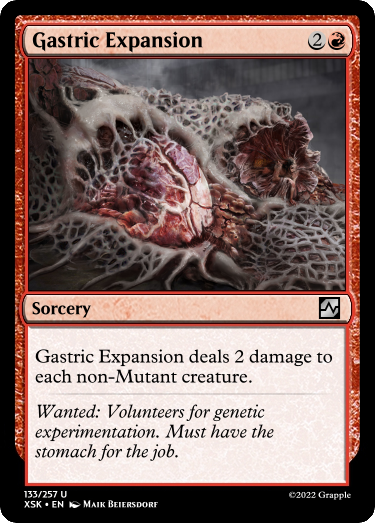 Gastric Expansion 2
Sorcery
Gastric Expansion deals 2 damage to
each non-Mutant creature.
Wanted: Volunteers for genetic
experimentation. Must have the
stomach for the job.
133/257 U
XSK • EN Maik Beiersdorf
©2022 Grapple